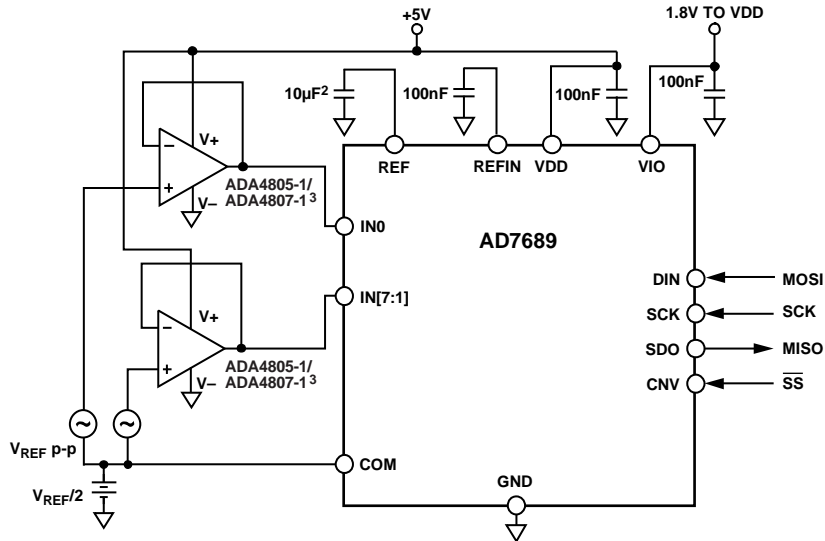 +5V
1.8V TO VDD
10µF²
100nF
100nF
100nF
V+
REF
REFIN
VDD
VIO
–
+
ADA4805-1/
ADA4807-1³
V–
IN0
AD7689
IN[7:1]
DIN
MOSI
SCK
SCK
V+
–
+
SDO
MISO
ADA4805-1/
ADA4807-1³
V–
CNV
SS
~
~
VREF p-p
COM
GND
VREF/2